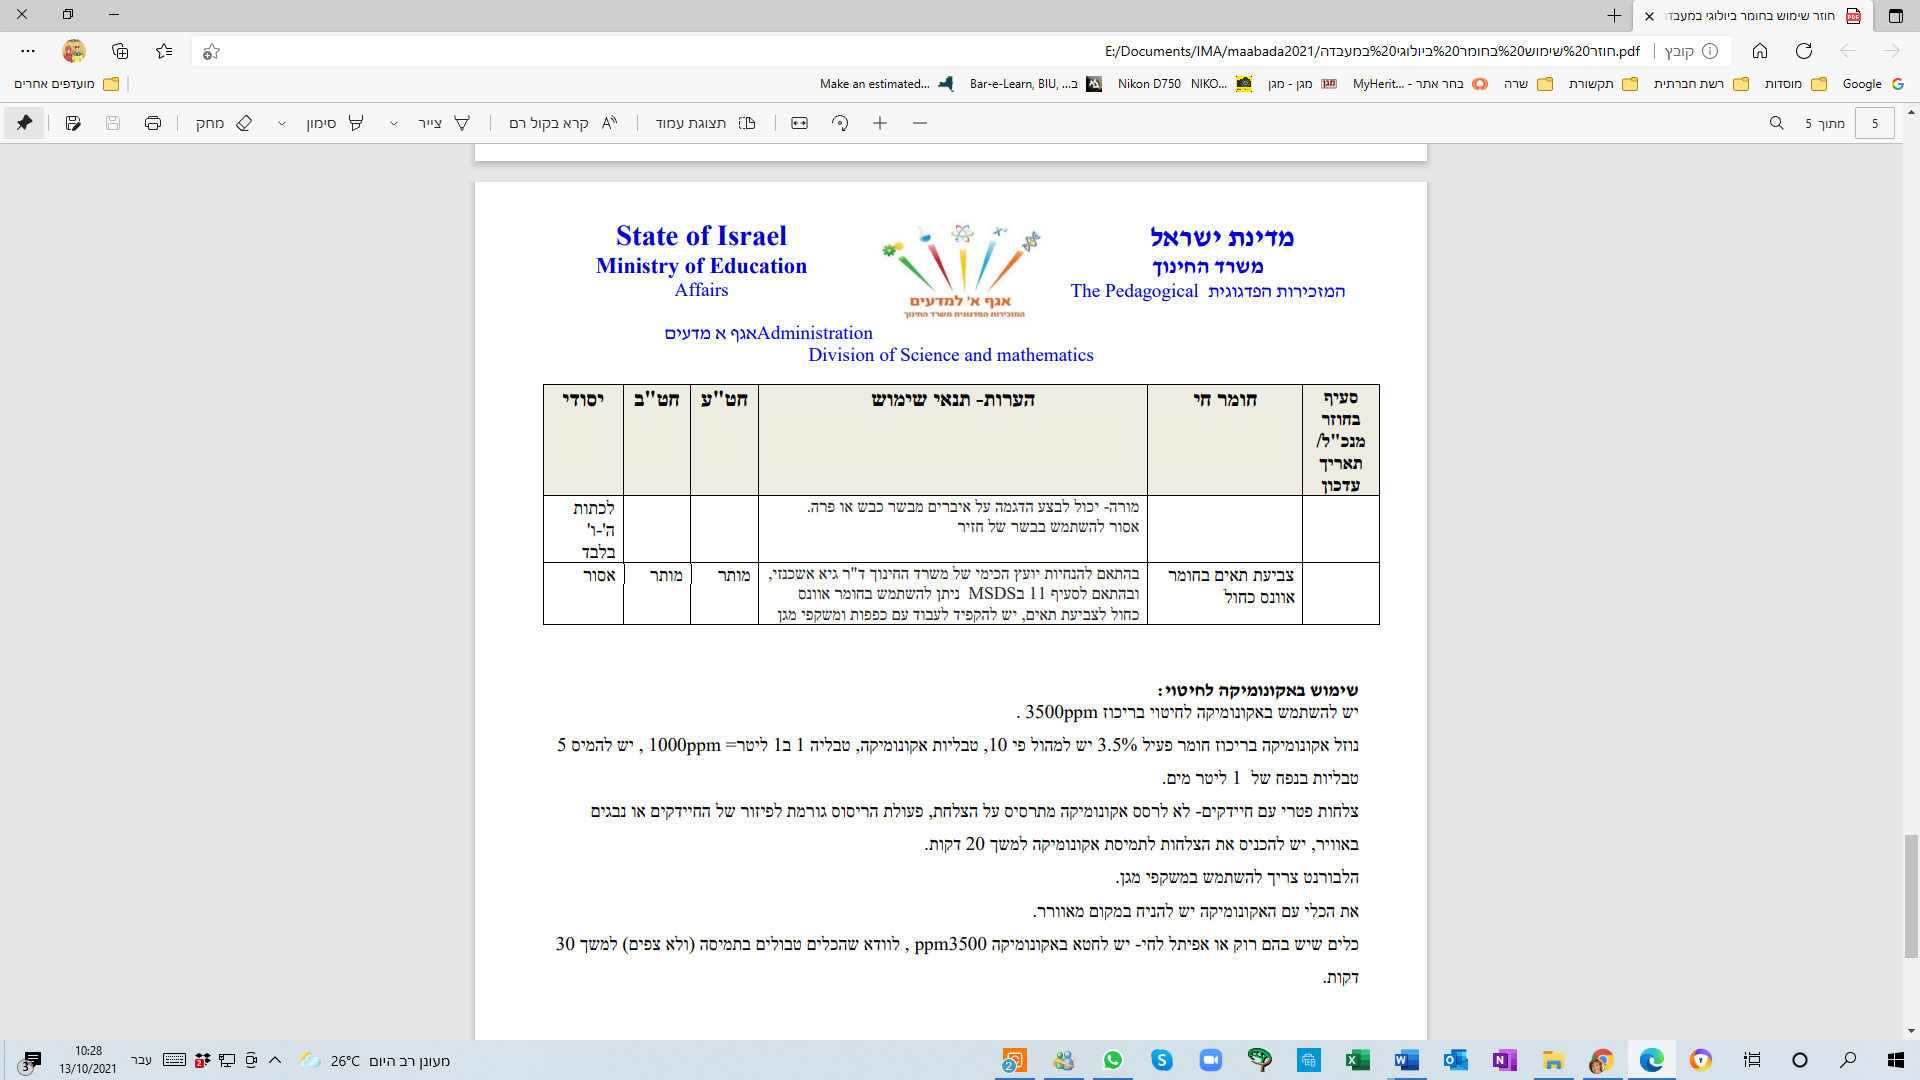 חוזר שימוש בחומר ביולוגי במעבדה
קובץ
E:/Documents/IMA/maabada2021/חוזר%20שימוש%20בחומר%20ביולוגי%20במעבדה.pdf
Google
מוסדות
רשת חברתית
תקשורת
שרה
בחר אתר - MyHerit...
מגן - מגן
Nikon D750 NIKO...
Bar-e-Learn, BIU, ...ב
Make an estimated...
מועדפים אחרים
5 מתוך 5
תצוגת עמוד
קרא בקול רם
צייר
סימון
מחק
State of Israel
Ministry of Education
Affairs
מדינת ישראל
משרד החינוך
המזכירות הפדגוגית The Pedagogical
אגף א' למדעים
המזכירות הפדגוגית משרד החינוך
אגף א מדעיםAdministration
Division of Science and mathematics
סעיף בחוזר מנכ"ל/ תאריך עדכון
חומר חי
הערות- תנאי שימוש
חט"ע
חט"ב
יסודי
מורה- יכול לבצע הדגמה על איברים מבשר כבש או פרה.
אסור להשתמש בבשר של חזיר
לכתות
ה'-ו'
בלבד
צביעת תאים בחומר
אוונס כחול
בהתאם להנחיות יועץ הכימי של משרד החינוך ד"ר גיא אשכנזי,
ובהתאם לסעיף 11 בMSDS ניתן להשתמש בחומר אוונס
כחול לצביעת תאים, יש להקפיד לעבוד עם כפפות ומשקפי מגן
מותר
מותר
אסור
שימוש באקונומיקה לחיטוי:
יש להשתמש באקונומיקה לחיטוי בריכוז 3500ppm .
נוזל אקונומיקה בריכוז חומר פעיל 3.5% יש למהול פי 10, טבליות אקונומיקה, טבליה 1 ב1 ליטר= 1000ppm , יש להמיס 5
טבליות בנפח של 1 ליטר מים.
צלחות פטרי עם חיידקים- לא לרסס אקונומיקה מתרסיס על הצלחת, פעולת הריסוס גורמת לפיזור של החיידקים או נבגים
באוויר, יש להכניס את הצלחות לתמיסת אקונומיקה למשך 20 דקות.
הלבורנט צריך להשתמש במשקפי מגן.
את הכלי עם האקונומיקה יש להניח במקום מאוורר.
כלים שיש בהם רוק או אפיתל לחי- יש לחטא באקונומיקה ppm3500 , לוודא שהכלים טבולים בתמיסה (ולא צפים) למשך 30
דקות.
מעונן רב היום 26°C
עבר
10:28
13/10/2021
3
2
2